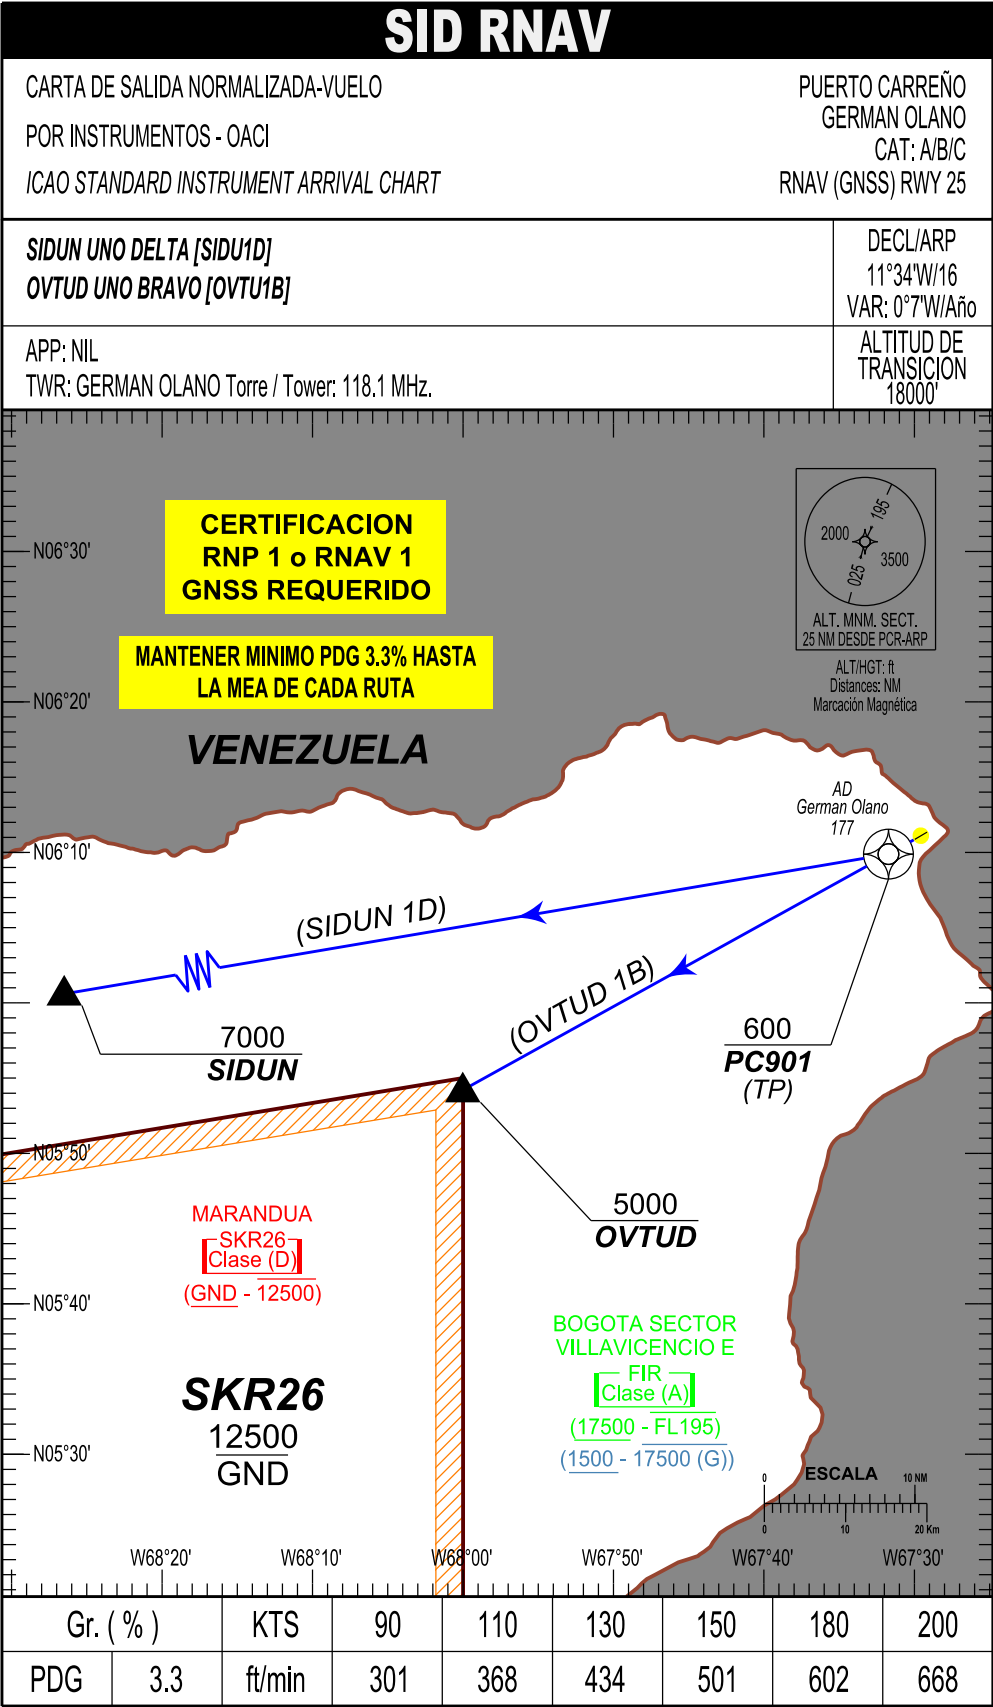 SID RNAV
CARTA DE SALIDA NORMALIZADA-VUELO
POR INSTRUMENTOS - OACI
ICAO STANDARD INSTRUMENT ARRIVAL CHART
PUERTO CARREÑO
GERMAN OLANO
CAT: A/B/C
RNAV (GNSS) RWY 25
SIDUN UNO DELTA [SIDU1D]
OVTUD UNO BRAVO [OVTU1B]
DECL/ARP
11°34'W/16
VAR: 0°7'W/Año
APP: NIL
TWR: GERMAN OLANO Torre / Tower: 118.1 MHz.
ALTITUD DE
TRANSICION
18000'
CERTIFICACION
RNP 1 o RNAV 1
GNSS REQUERIDO
MANTENER MINIMO PDG 3.3% HASTA
LA MEA DE CADA RUTA
195
2000
3500
025
ALT. MNM. SECT.
25 NM DESDE PCR-ARP
ALT/HGT: ft
Distances: NM
Marcación Magnética
N06°30'
N06°20'
VENEZUELA
AD
German Olano
177
N06°10'
(SIDUN 1D)
(OVTUD 1B)
7000
SIDUN
600
PC901
(TP)
N05°50'
5000
OVTUD
MARANDUA
SKR26
Clase (D)
(GND - 12500)
N05°40'
BOGOTA SECTOR
VILLAVICENCIO E
FIR
Clase (A)
(17500 - FL195)
(1500 - 17500 (G))
SKR26
12500
GND
N05°30'
0 ESCALA 10 NM
0 10 20 Km
W68°20' W68°10' W68°00' W67°50' W67°40' W67°30'
Gr. ( % ) KTS 90 110 130 150 180 200
PDG 3.3 ft/min 301 368 434 501 602 668